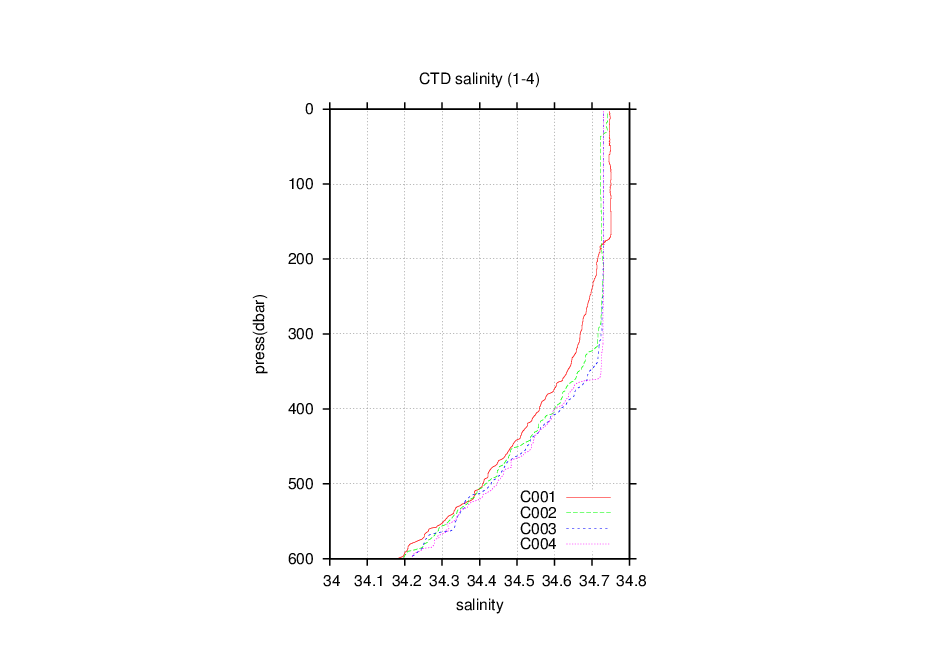 CTD salinity (1-4)
0
100
200
300
400
500
600
press(dbar)
C001
C002
C003
C004
34 34.1 34.2 34.3 34.4 34.5 34.6 34.7 34.8
salinity